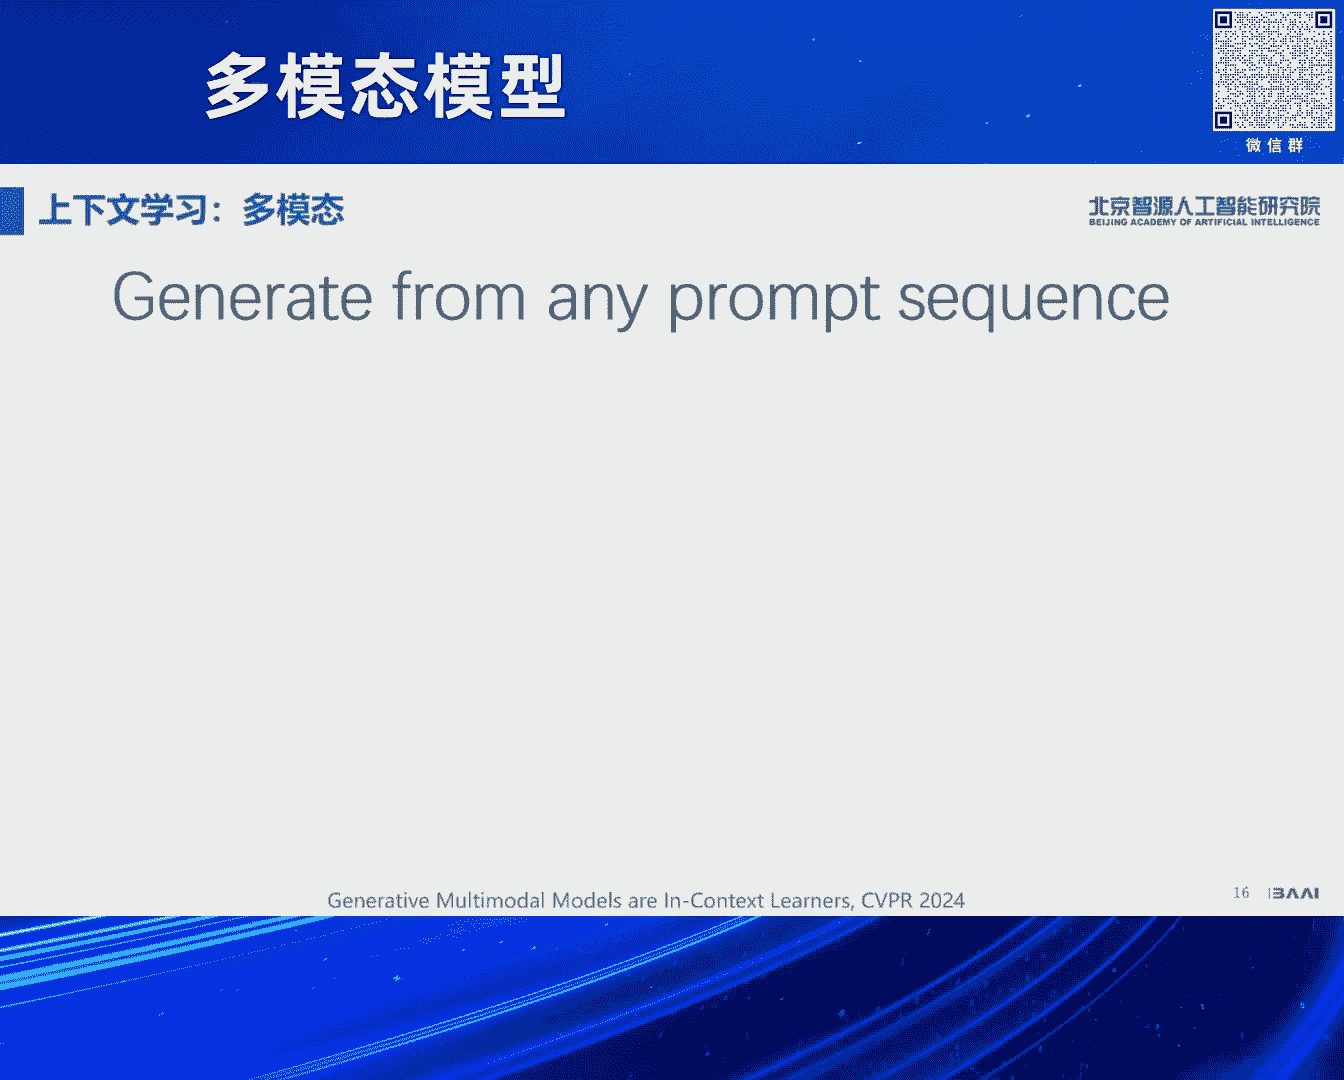 多模态模型
微信群
上下文学习：多模态
北京智源人工智能研究院
BEIJING ACADEMY OF ARTIFICIAL INTELLIGENCE
Generate from any prompt sequence
Generative Multimodal Models are In-Context Learners, CVPR 2024
16
BAAI